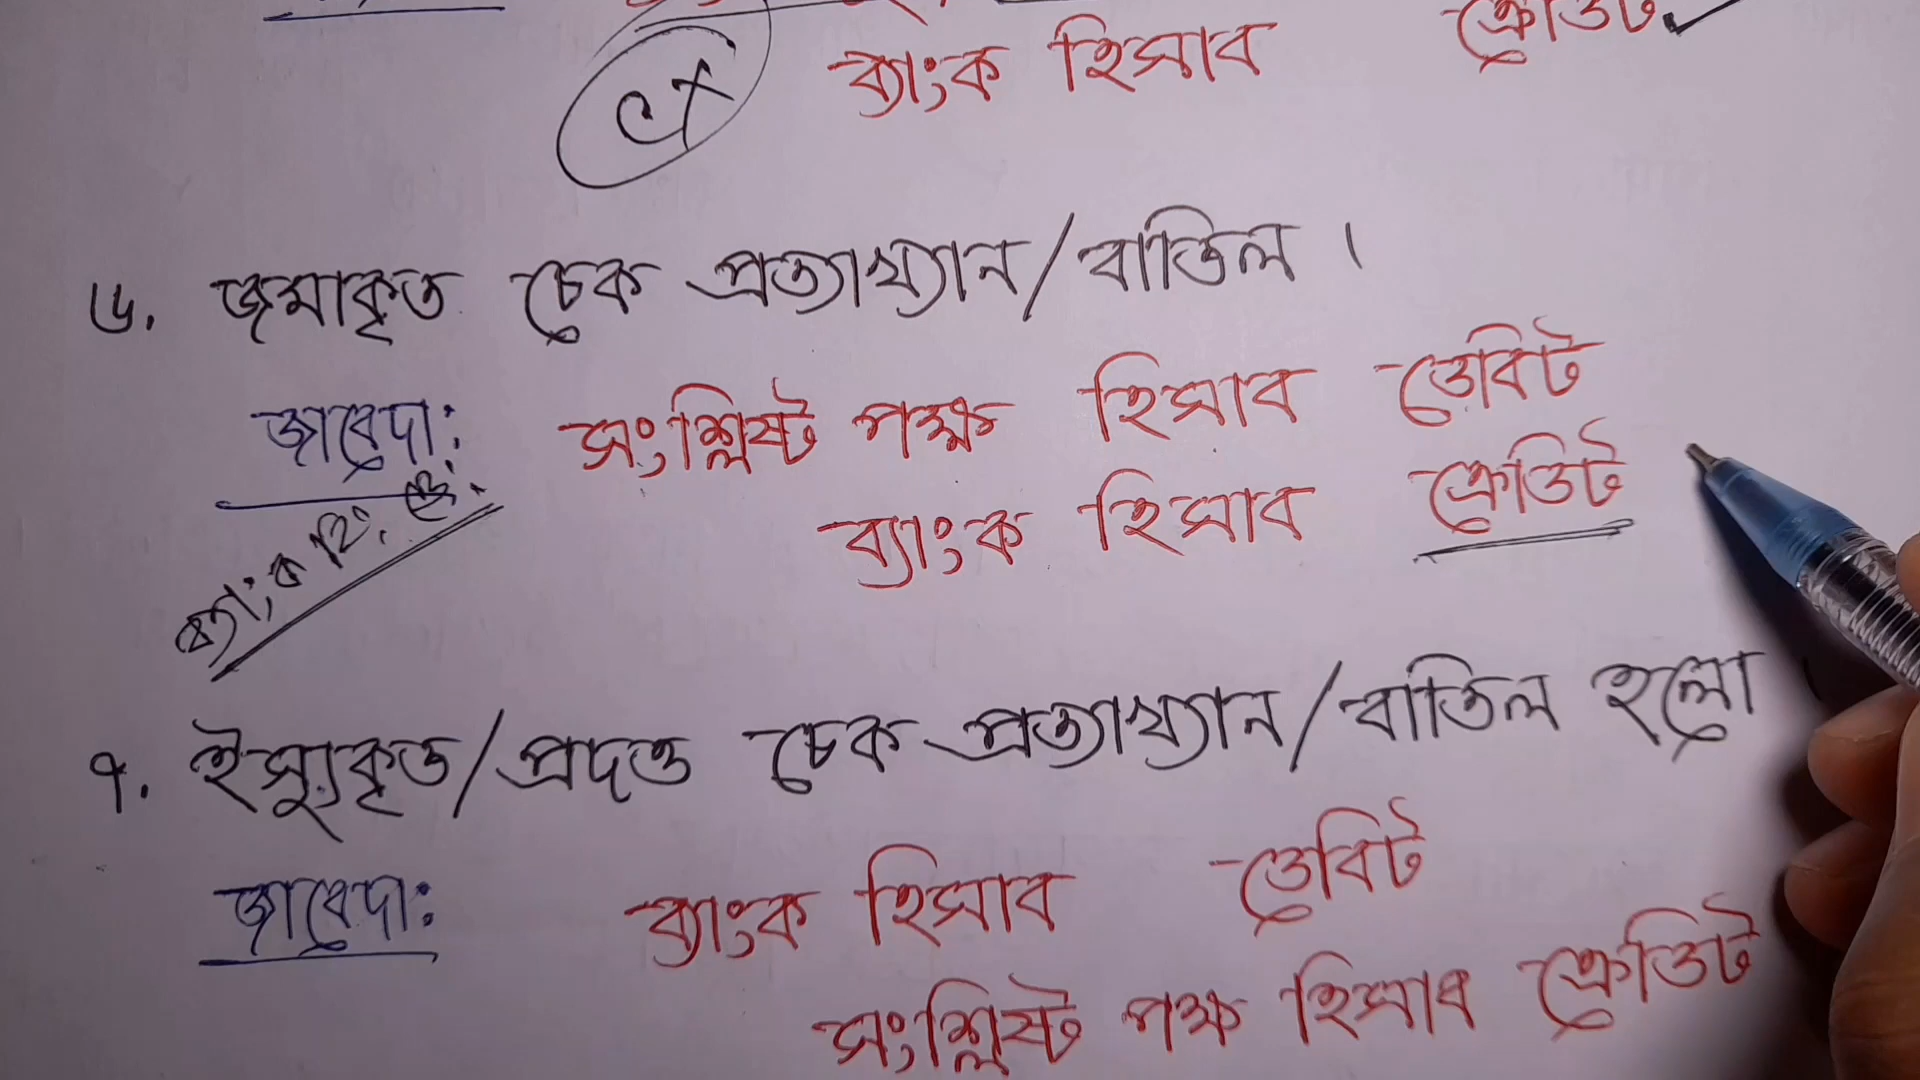 ব্যাংক হিসাব ক্রেডিট
৬. জমাকৃত চেক প্রত্যাখ্যান/বাতিল।
জাবেদা: সংশ্লিষ্ট পক্ষ হিসাব ডেবিট
ব্যাংক হিসাব ক্রেডিট
ব্যাংক হি:
৭. ইস্যুকৃত/প্রদত্ত চেক প্রত্যাখ্যান/বাতিল হলো
জাবেদা: ব্যাংক হিসাব ডেবিট
সংশ্লিষ্ট পক্ষ হিসাব ক্রেডিট